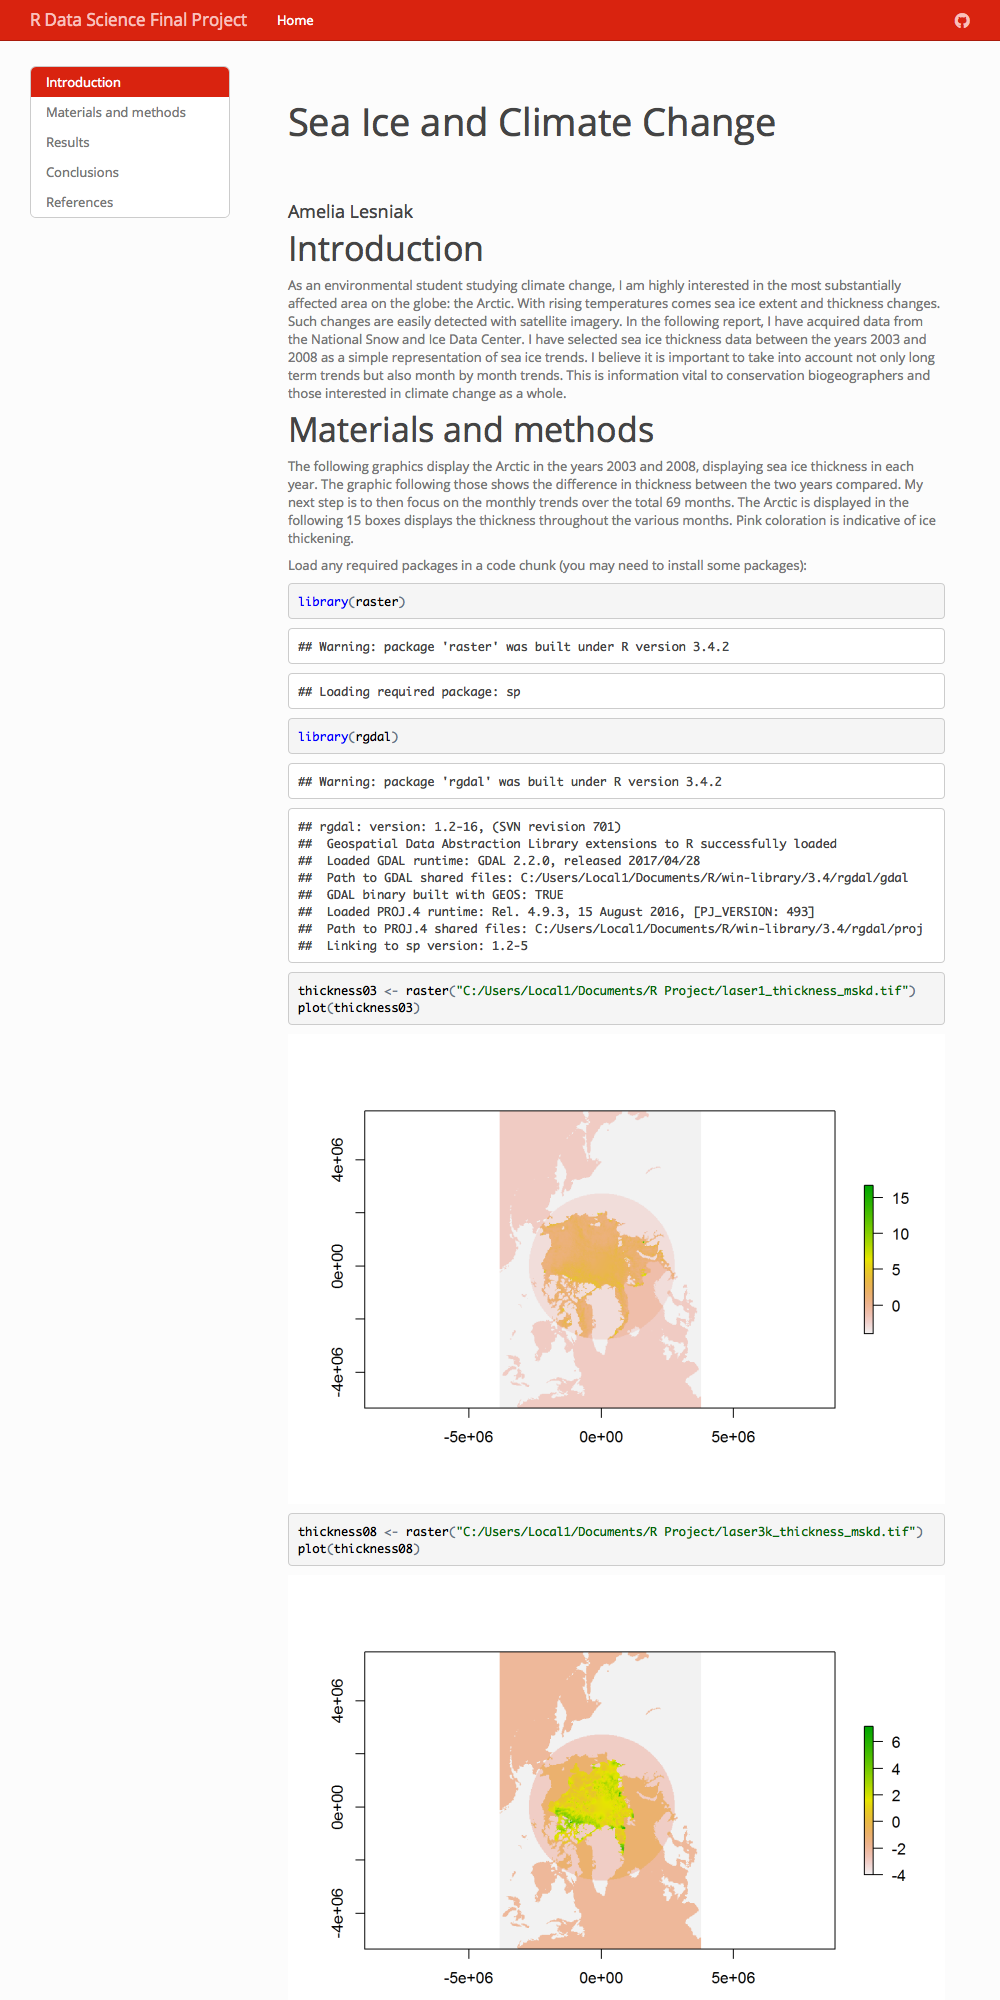 R Data Science Final Project
Home
Introduction
Materials and methods
Results
Conclusions
References
Sea Ice and Climate Change
Amelia Lesniak
Introduction
As an environmental student studying climate change, I am highly interested in the most substantially
affected area on the globe: the Arctic. With rising temperatures comes sea ice extent and thickness changes.
Such changes are easily detected with satellite imagery. In the following report, I have acquired data from
the National Snow and Ice Data Center. I have selected sea ice thickness data between the years 2003 and
2008 as a simple representation of sea ice trends. I believe it is important to take into account not only long
term trends but also month by month trends. This is information vital to conservation biogeographers and
those interested in climate change as a whole.
Materials and methods
The following graphics display the Arctic in the years 2003 and 2008, displaying sea ice thickness in each
year. The graphic following those shows the difference in thickness between the two years compared. My
next step is to then focus on the monthly trends over the total 69 months. The Arctic is displayed in the
following 15 boxes displays the thickness throughout the various months. Pink coloration is indicative of ice
thickening.
Load any required packages in a code chunk (you may need to install some packages):
library(raster)
## Warning: package 'raster' was built under R version 3.4.2
## Loading required package: sp
library(rgdal)
## Warning: package 'rgdal' was built under R version 3.4.2
## rgdal: version: 1.2-16, (SVN revision 701)
##  Geospatial Data Abstraction Library extensions to R successfully loaded
##  Loaded GDAL runtime: GDAL 2.2.0, released 2017/04/28
##  Path to GDAL shared files: C:/Users/Local1/Documents/R/win-library/3.4/rgdal/gdal
##  GDAL binary built with GEOS: TRUE
##  Loaded PROJ.4 runtime: Rel. 4.9.3, 15 August 2016, [PJ_VERSION: 493]
##  Path to PROJ.4 shared files: C:/Users/Local1/Documents/R/win-library/3.4/rgdal/proj
##  Linking to sp version: 1.2-5
thickness03 <- raster("C:/Users/Local1/Documents/R Project/laser1_thickness_mskd.tif")
plot(thickness03)
4e+06
0e+00
-4e+06
-5e+06 0e+00 5e+06
15
10
5
0
thickness08 <- raster("C:/Users/Local1/Documents/R Project/laser3k_thickness_mskd.tif")
plot(thickness08)
4e+06
0e+00
-4e+06
-5e+06 0e+00 5e+06
6
4
2
0
-2
-4